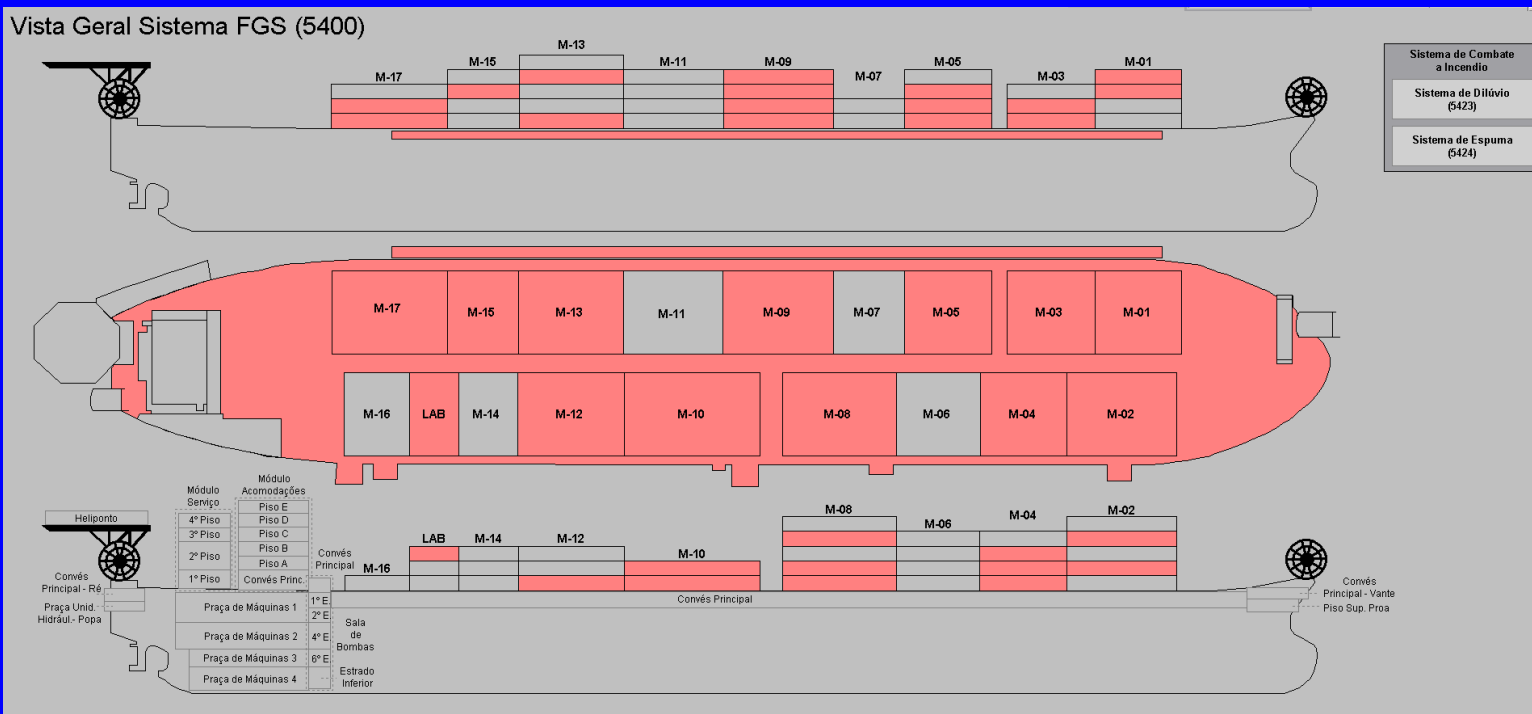 Vista Geral Sistema FGS (5400)
M-17
M-15
M-13
M-11
M-09
M-07
M-05
M-03
M-01
Sistema de Combate
a Incendio
Sistema de Dilúvio
(5423)
Sistema de Espuma
(5424)
M-17
M-15
M-13
M-11
M-09
M-07
M-05
M-03
M-01
M-16
LAB
M-14
M-12
M-10
M-08
M-06
M-04
M-02
Heliponto
Módulo
Serviço
4º Piso
3º Piso
2º Piso
1º Piso
Módulo
Acomodações
Piso E
Piso D
Piso C
Piso B
Piso A
Convés Princ.
Convés
Principal
M-16
LAB
M-14
M-12
M-10
M-08
M-06
M-04
M-02
Convés
Principal - Ré
Praça Unid.
Hidrául.- Popa
Praça de Máquinas 1
Praça de Máquinas 2
Praça de Máquinas 3
Praça de Máquinas 4
1º E
2º E
4º E
6º E
Sala
de
Bombas
Estrado
Inferior
Convés Principal
Convés
Principal - Vante
Piso Sup. Proa